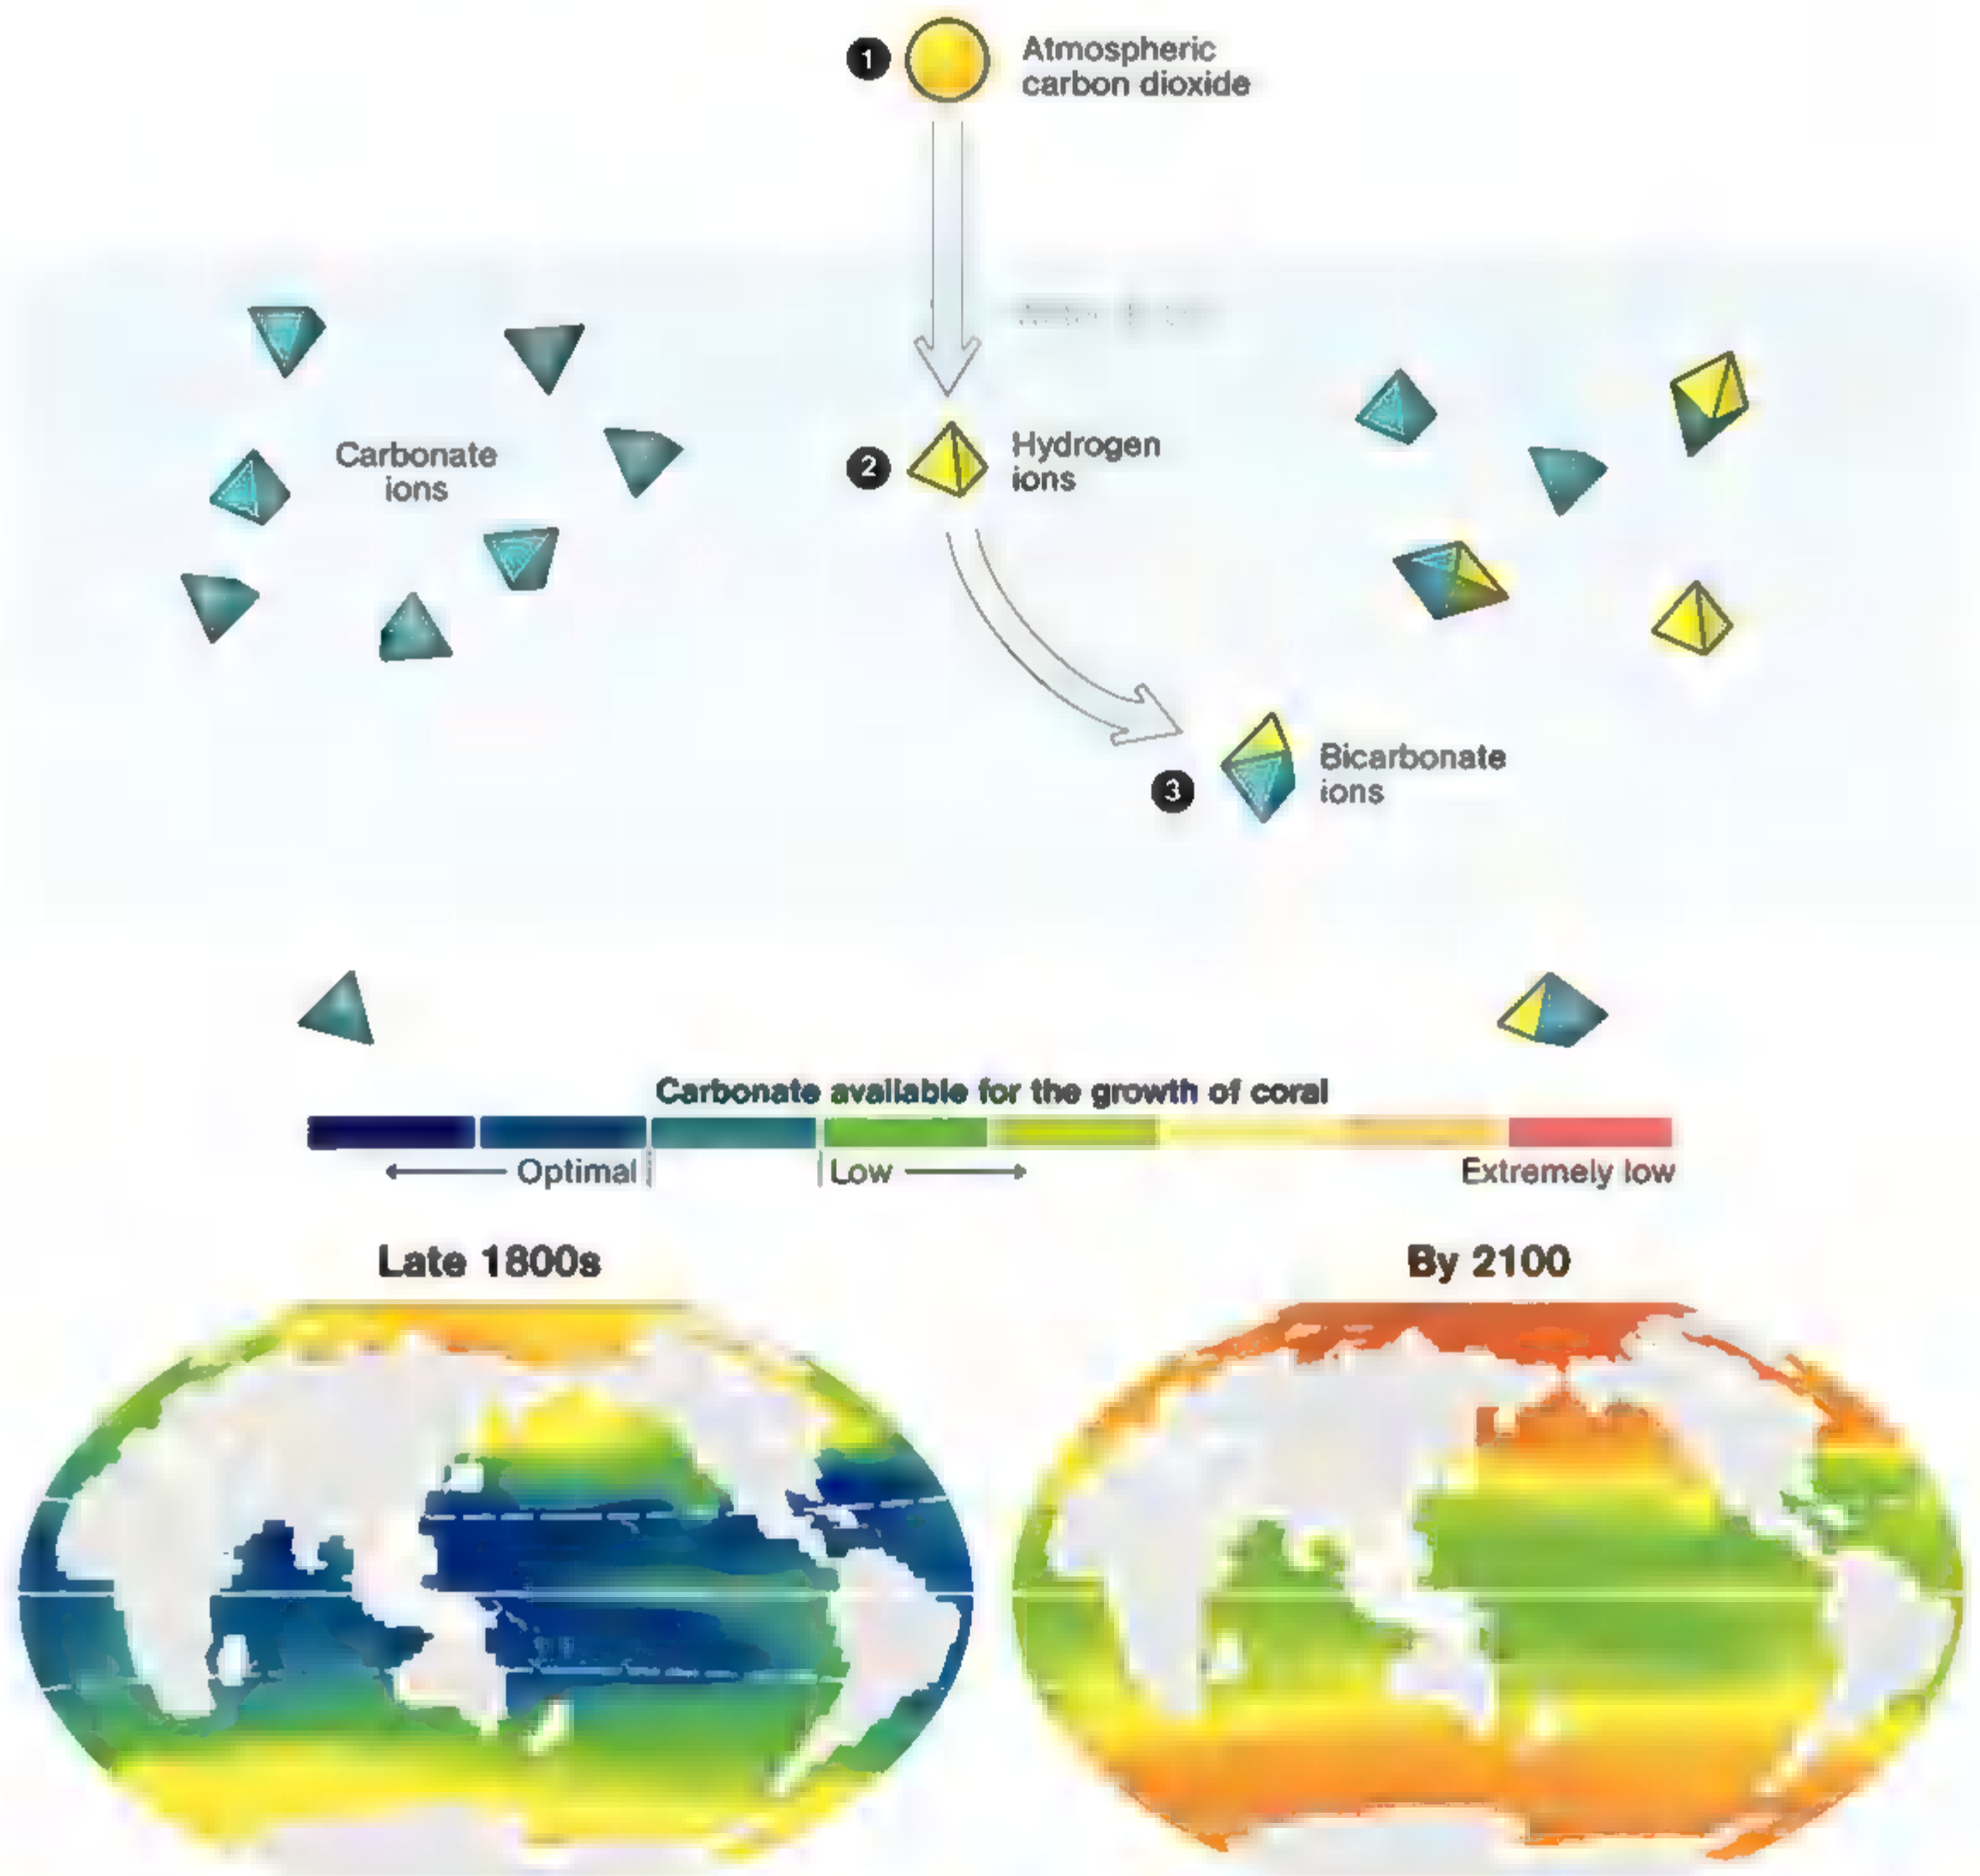 1
Atmospheric
carbon dioxide
Carbonate
ions
2
Hydrogen
ions
3
Bicarbonate
ions
Carbonate available for the growth of coral
Optimal
Low
Extremely low
Late 1800s
By 2100